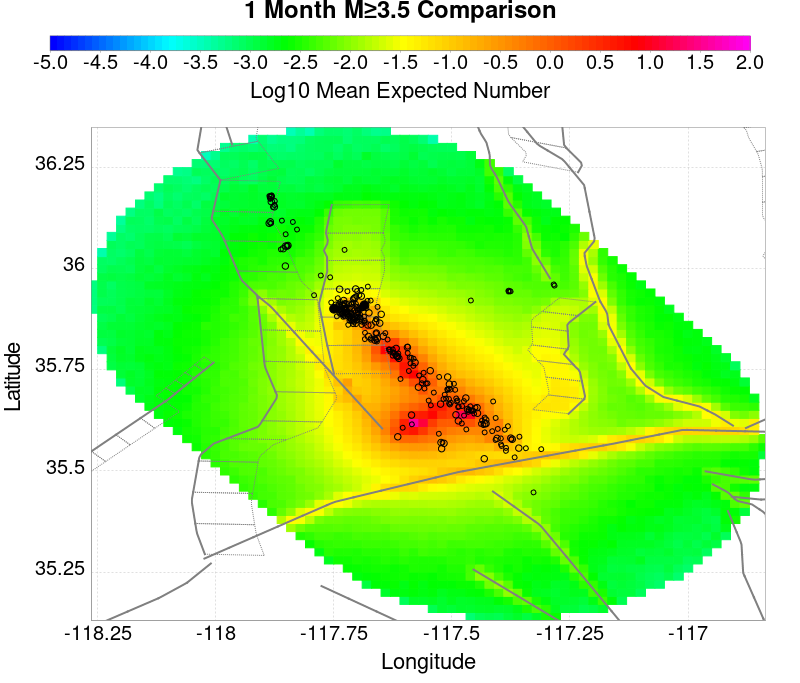 1 Month M≥3.5 Comparison
-5.0 -4.5 -4.0 -3.5 -3.0 -2.5 -2.0 -1.5 -1.0 -0.5 0.0 0.5 1.0 1.5 2.0
Log10 Mean Expected Number
36.25
36
35.75
35.5
35.25
Latitude
-118.25 -118 -117.75 -117.5 -117.25 -117
Longitude